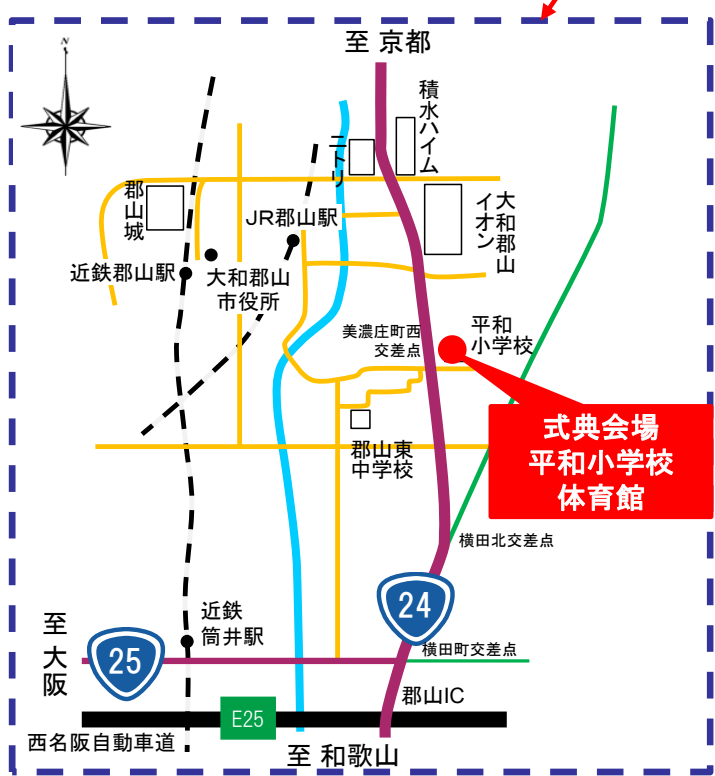 至 京都
N
積水ハイム
ニトリ
郡山城
JR郡山駅
大和郡山
イオン
近鉄郡山駅
大和郡山
市役所
美濃庄町西
交差点
平和
小学校
式典会場
平和小学校
体育館
郡山東
中学校
横田北交差点
24
近鉄
筒井駅
至大阪
25
横田町交差点
郡山IC
E25
西名阪自動車道
至 和歌山